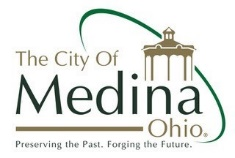 The City Of
Medina
Ohio®
Preserving the Past. Forging the Future.